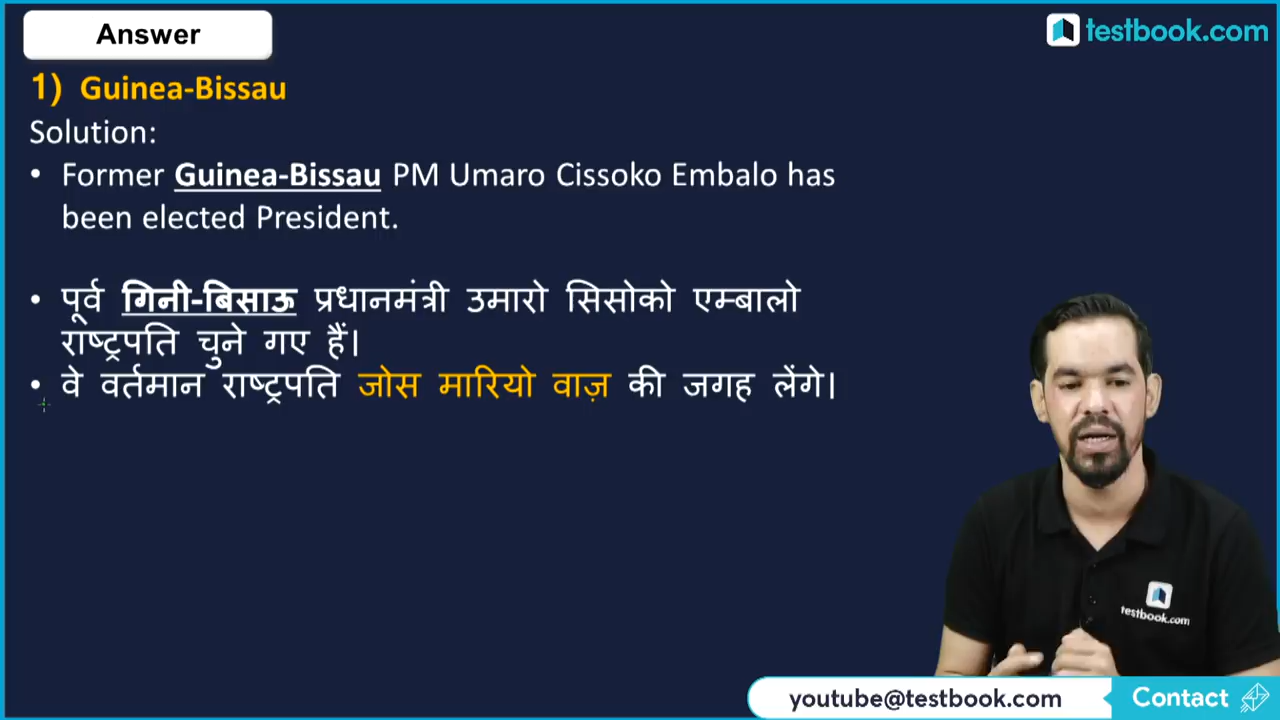 Answer
testbook.com
1) Guinea-Bissau
Solution:
• Former Guinea-Bissau PM Umaro Cissoko Embalo has
been elected President.
• पूर्व गिनी-बिसाऊ प्रधानमंत्री उमारो सिसोको एम्बालो
राष्ट्रपति चुने गए हैं।
• वे वर्तमान राष्ट्रपति जोस मारियो वाज़ की जगह लेंगे।
testbook.com
youtube@testbook.com
Contact